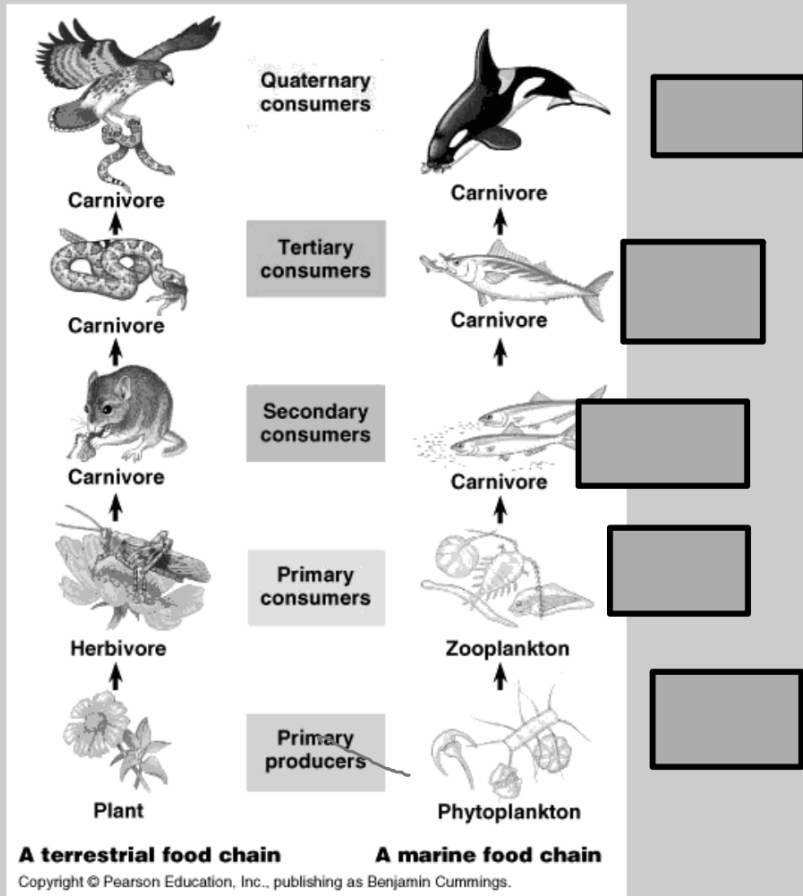 Quaternary
consumers
Carnivore
Carnivore
Tertiary
consumers
Carnivore
Carnivore
Secondary
consumers
Carnivore
Carnivore
Primary
consumers
Herbivore
Zooplankton
Primary
producers
Plant
Phytoplankton
A terrestrial food chain
A marine food chain
Copyright © Pearson Education, Inc., publishing as Benjamin Cummings.